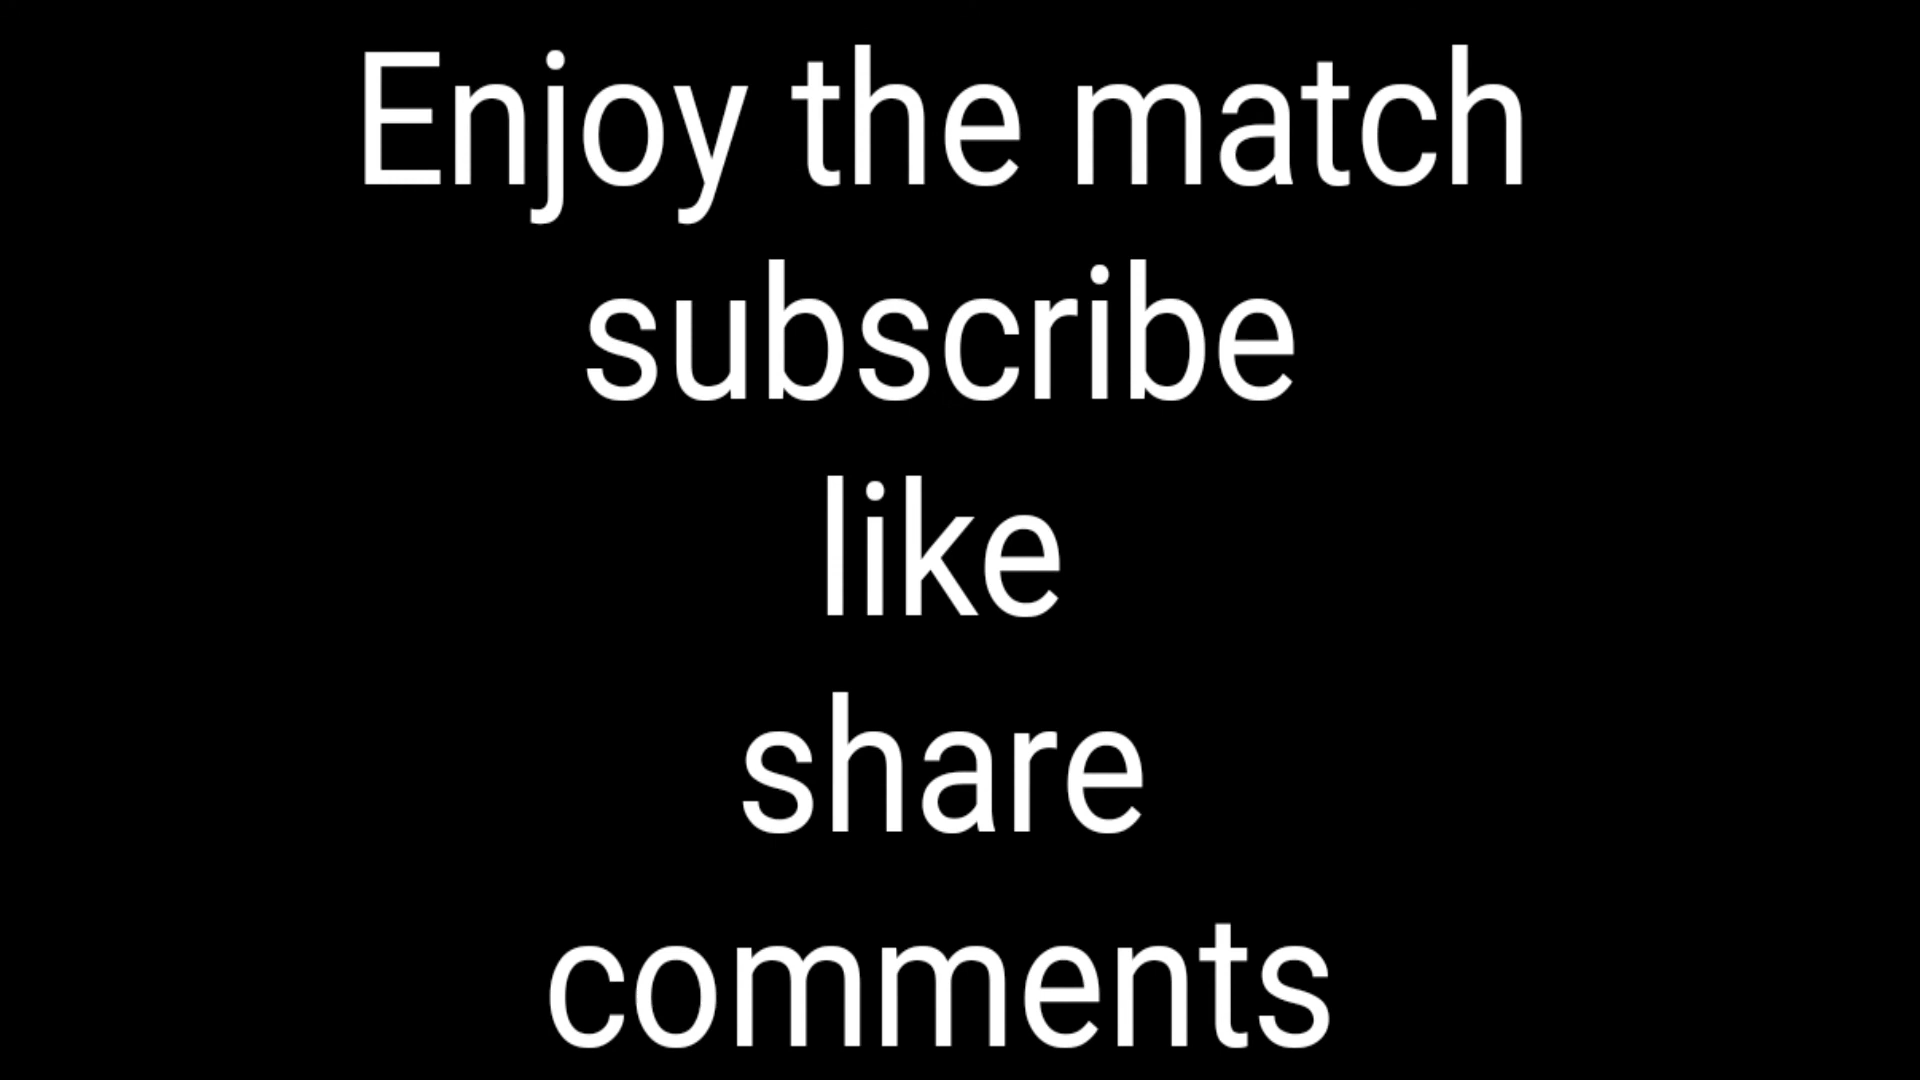 Enjoy the match
subscribe
like
share
comments